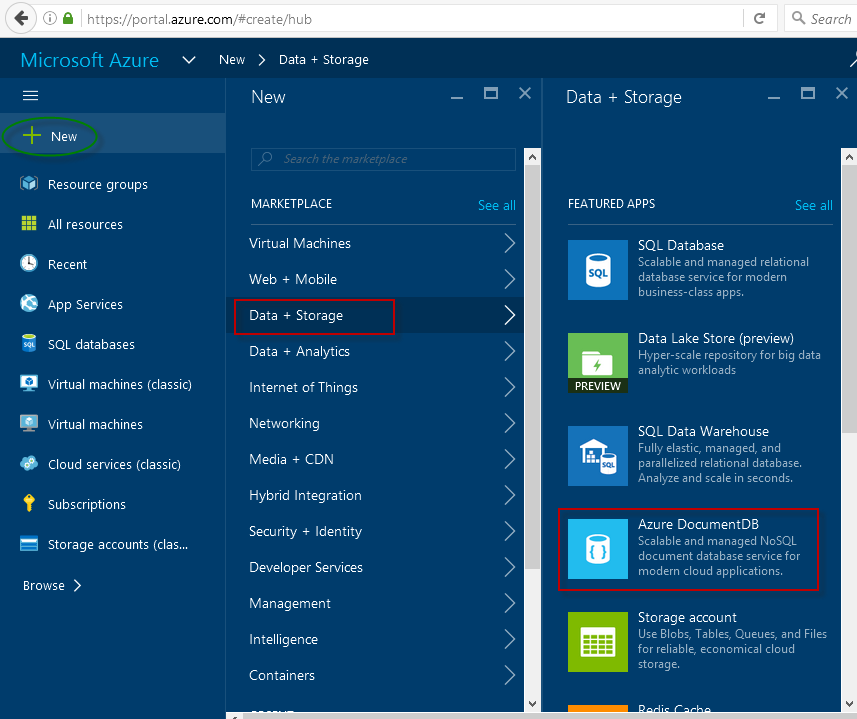 https://portal.azure.com/#create/hub
Search
Microsoft Azure
New
Data + Storage
New
Resource groups
All resources
Recent
App Services
SQL databases
Virtual machines (classic)
Virtual machines
Cloud services (classic)
Subscriptions
Storage accounts (clas...
Browse
New
Search the marketplace
MARKETPLACE
See all
Virtual Machines
Web + Mobile
Data + Storage
Data + Analytics
Internet of Things
Networking
Media + CDN
Hybrid Integration
Security + Identity
Developer Services
Management
Intelligence
Containers
RECENT
Data + Storage
FEATURED APPS
See all
SQL
SQL Database
Scalable and managed relational
database service for modern
business-class apps.
PREVIEW
Data Lake Store (preview)
Hyper-scale repository for big data
analytic workloads
SQL
SQL Data Warehouse
Fully elastic, managed, and
parallelized relational database.
Analyze and scale in seconds.
Azure DocumentDB
Scalable and managed NoSQL
document database service for
modern cloud applications.
Storage account
Use Blobs, Tables, Queues, and Files
for reliable, economical cloud
storage.
Redis Cache